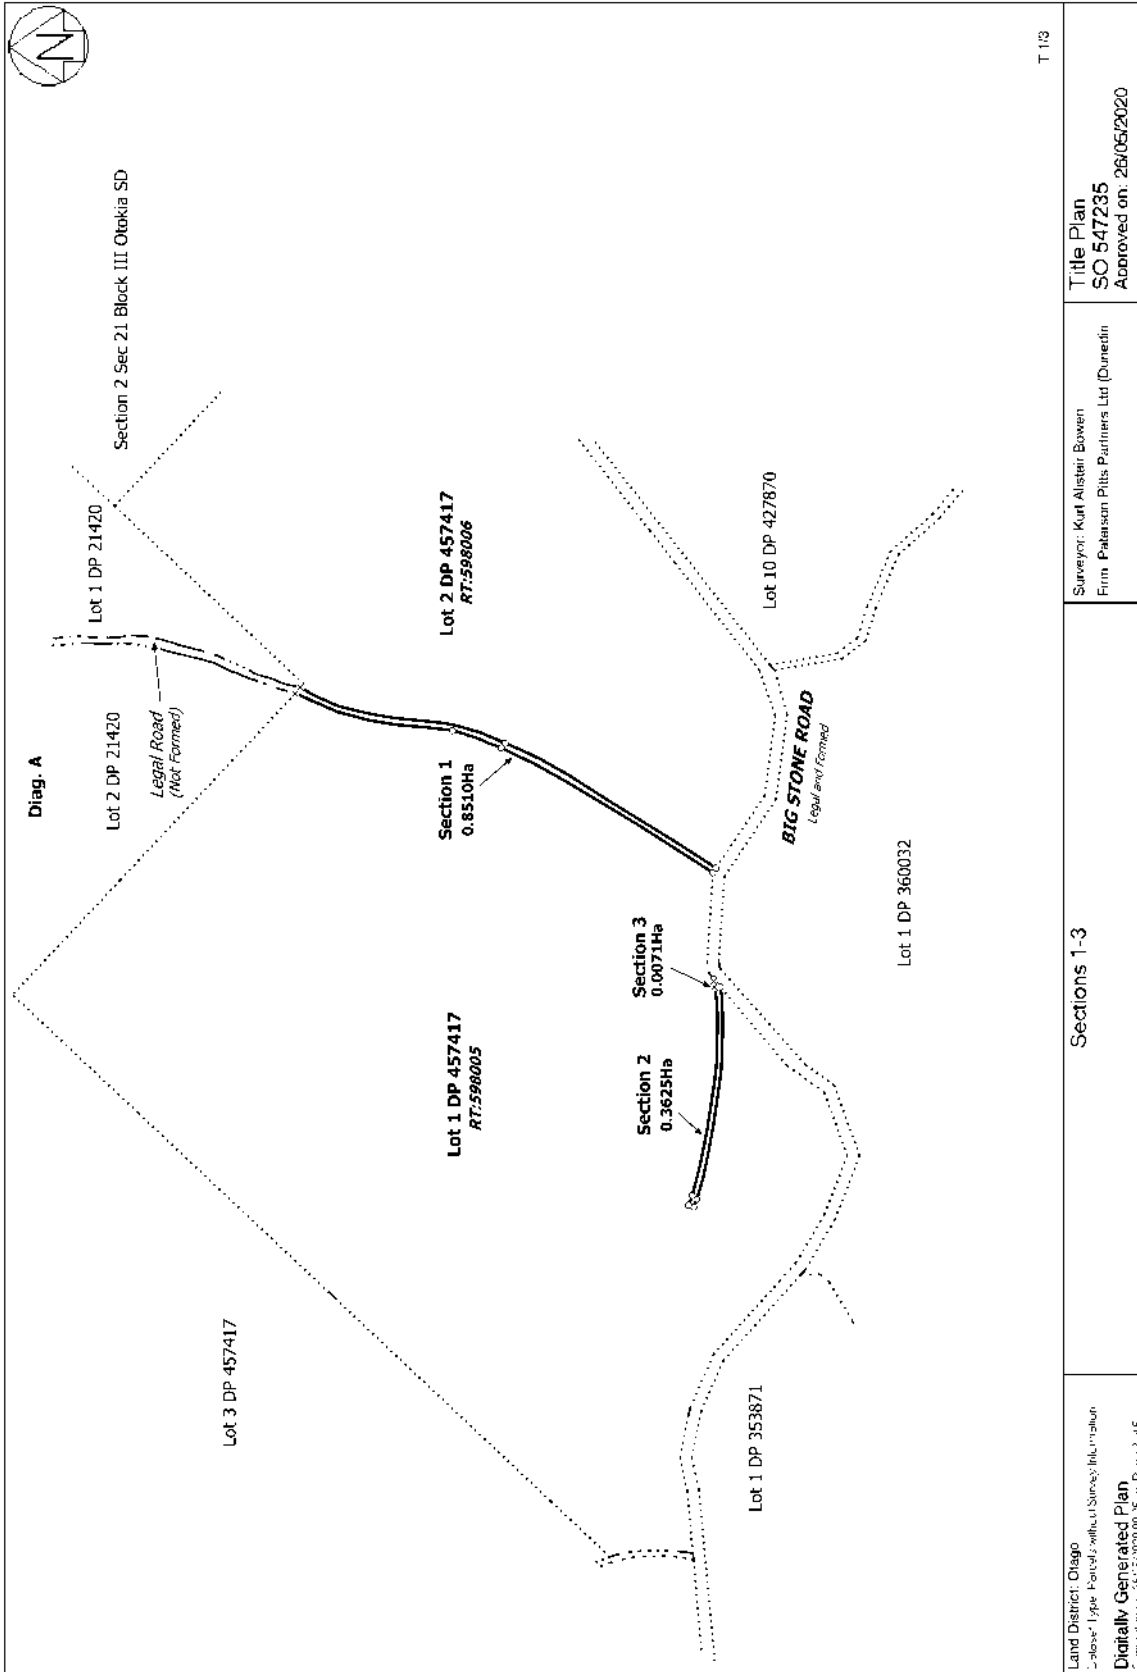 Diag. A
N
Lot 2 DP 21420
Legal Road
(Not Formed)
Lot 1 DP 21420
Section 2 Sec 21 Block III Otokia SD
Lot 3 DP 457417
Lot 1 DP 457417
RT:598005
Section 1
0.8510Ha
Lot 2 DP 457417
RT:598006
Section 2
0.3625Ha
Section 3
0.0071Ha
BIG STONE ROAD
Legal and Formed
Lot 10 DP 427870
Lot 1 DP 353871
Lot 1 DP 360032
T 1/3
Land District: Otago
Digitally Generated Plan
Sections 1-3
Surveyor: Kurt Alistair Bowen
Firm: Paterson Pitts Partners Ltd (Dunedin
Title Plan
SO 547235
Approved on: 26/05/2020